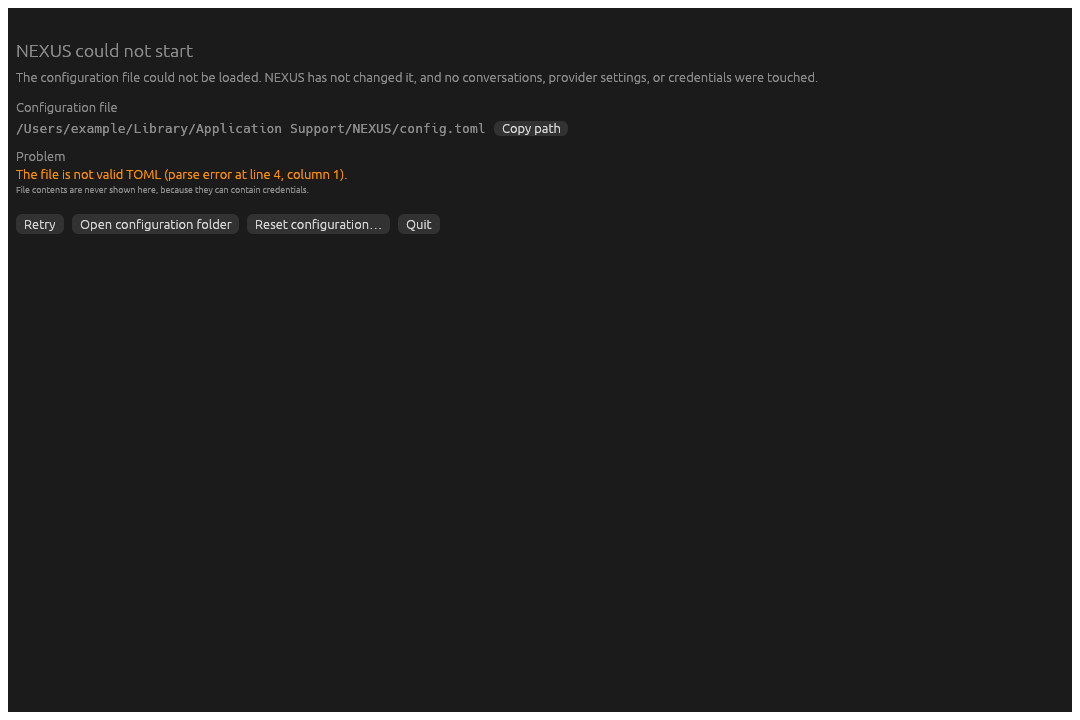 NEXUS could not start
The configuration file could not be loaded. NEXUS has not changed it, and no conversations, provider settings, or credentials were touched.
Configuration file
/Users/example/Library/Application Support/NEXUS/config.toml Copy path
Problem
The file is not valid TOML (parse error at line 4, column 1).
File contents are never shown here, because they can contain credentials.
Retry Open configuration folder Reset configuration… Quit